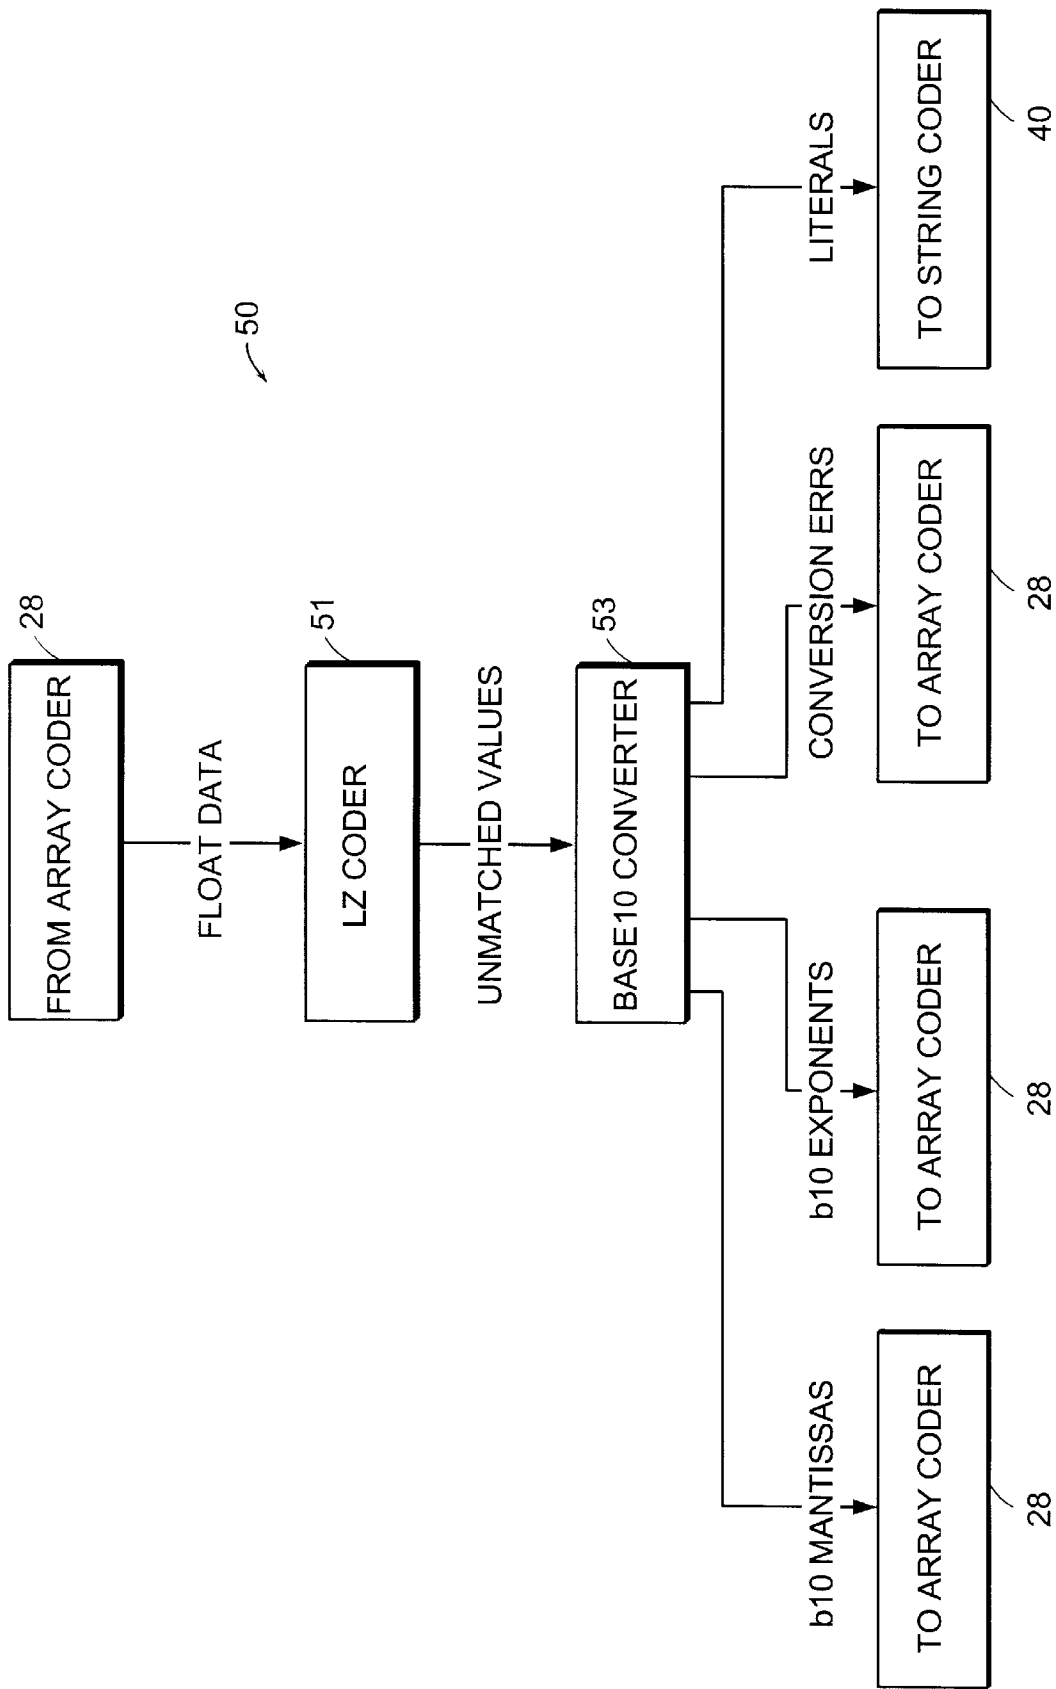 50
28
FROM ARRAY CODER
FLOAT DATA
51
LZ CODER
UNMATCHED VALUES
53
BASE10 CONVERTER
b10 MANTISSAS
b10 EXPONENTS
CONVERSION ERRS
LITERALS
TO ARRAY CODER
TO ARRAY CODER
TO ARRAY CODER
TO STRING CODER
28
28
28
40